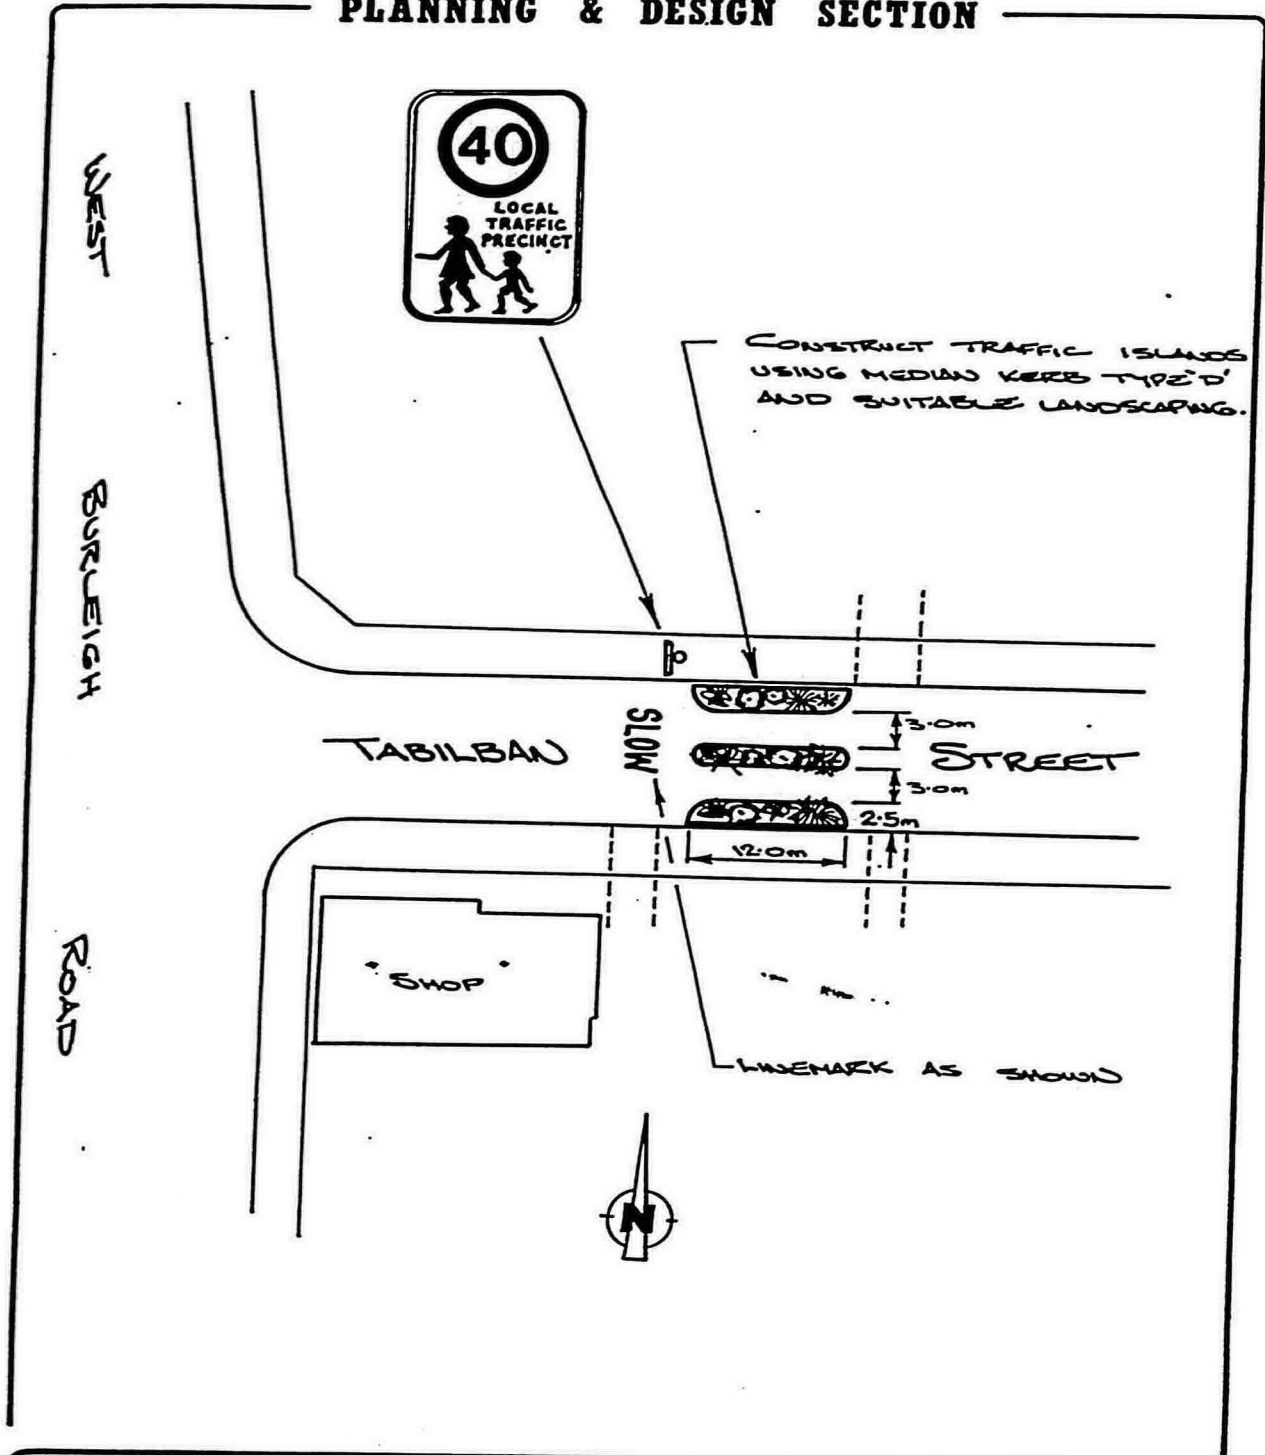 PLANNING & DESIGN SECTION
40
LOCAL
TRAFFIC
PRECINCT
WEST
BURLEIGH
ROAD
CONSTRUCT TRAFFIC ISLANDS
USING MEDIAN KERB TYPE 'D'
AND SUITABLE LANDSCAPING.
TABILBAN
SLOW
STREET
3.0m
3.0m
2.5m
12.0m
SHOP
LINEMARK AS SHOWN
N